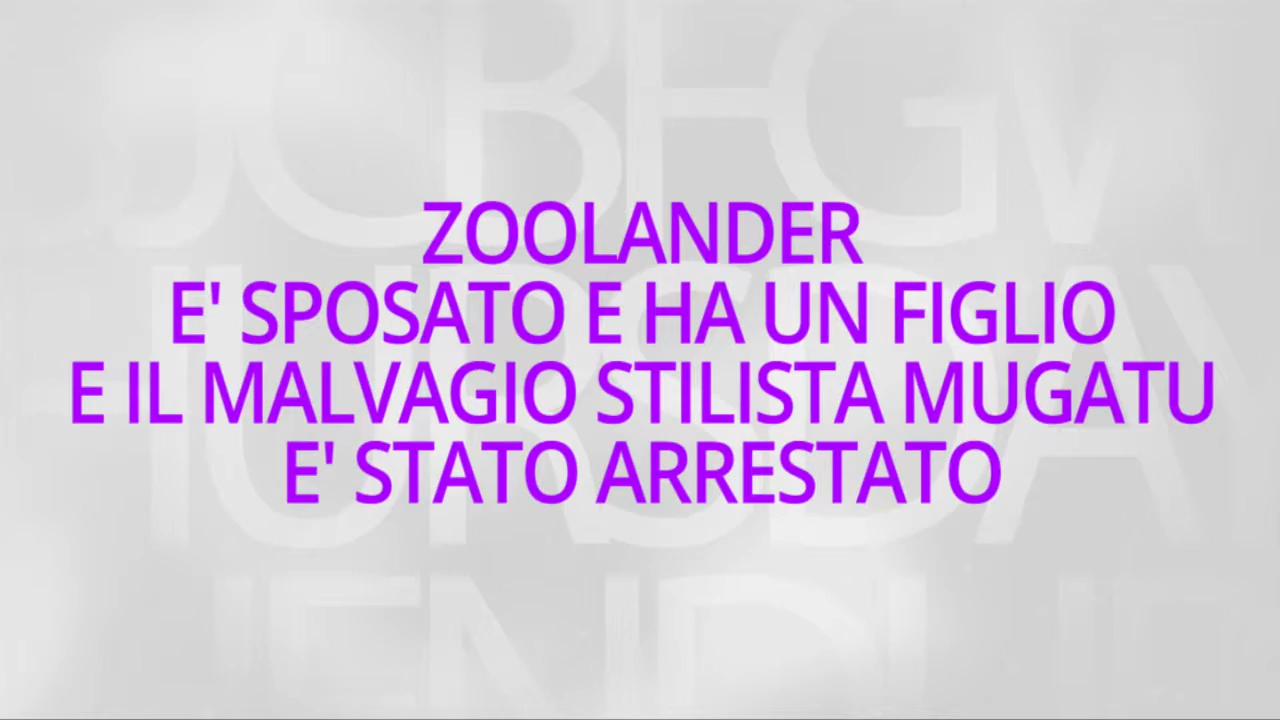 ZOOLANDER
E' SPOSATO E HA UN FIGLIO
E IL MALVAGIO STILISTA MUGATU
E' STATO ARRESTATO